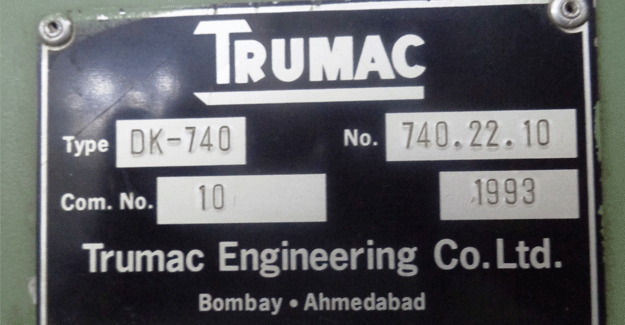 TRUMAC
Type DK-740 No. 740.22.10
Com. No. 10 1993
Trumac Engineering Co. Ltd.
Bombay • Ahmedabad